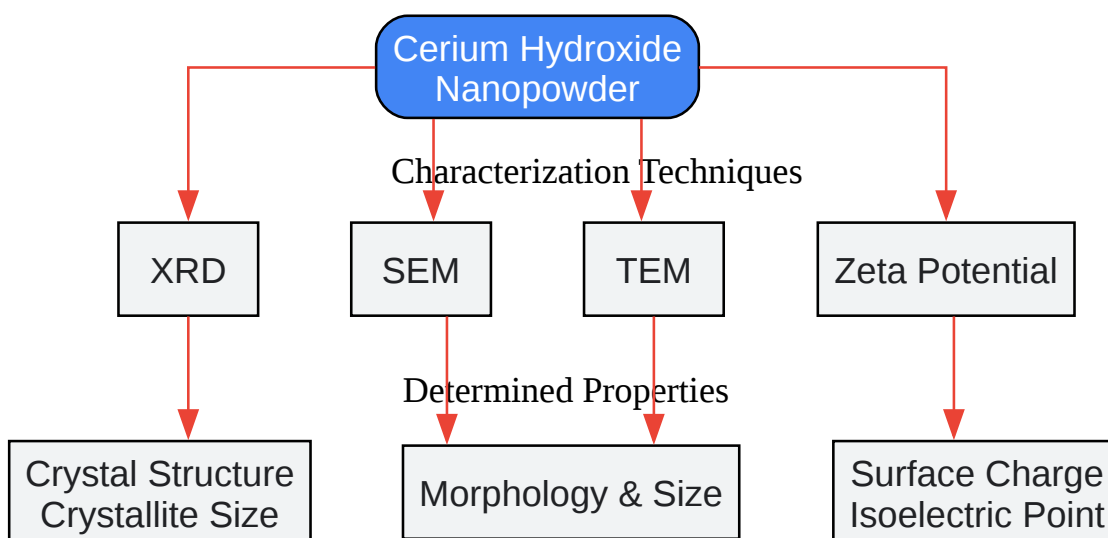 Cerium Hydroxide
Nanopowder
Characterization Techniques
XRD
SEM
TEM
Zeta Potential
Determined Properties
Crystal Structure
Crystallite Size
Morphology & Size
Surface Charge
Isoelectric Point